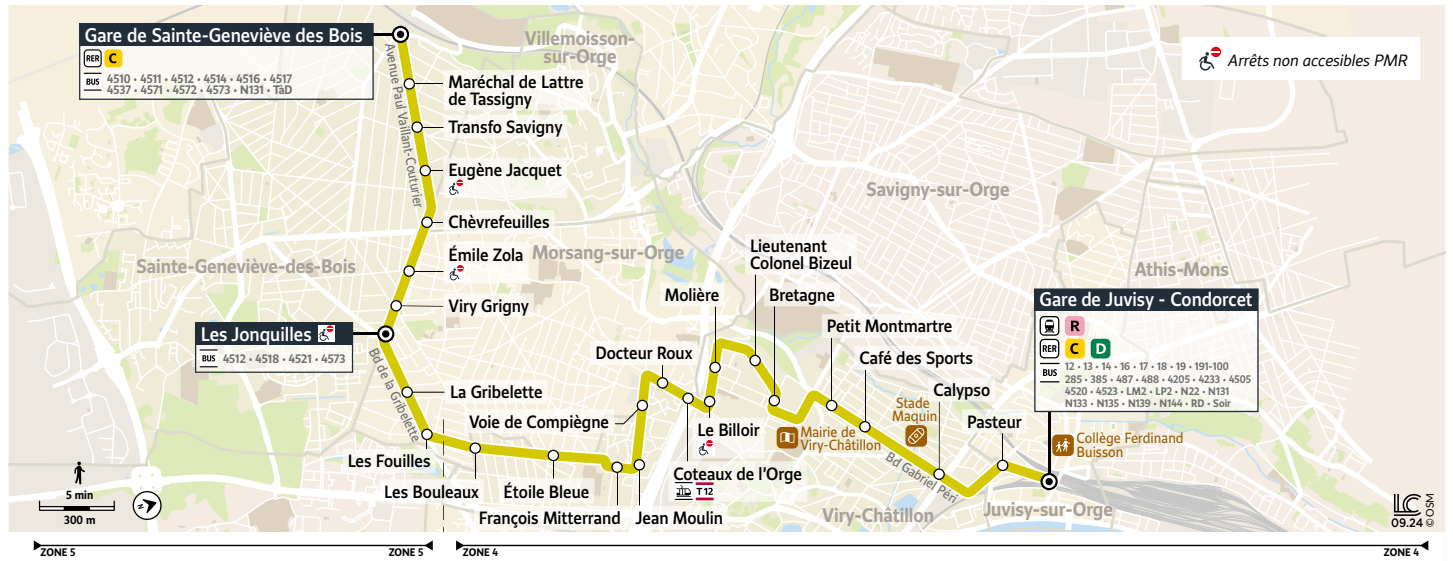 Gare de Sainte-Geneviève des Bois
RER C
BUS 4510 • 4511 • 4512 • 4514 • 4516 • 4517
4537 • 4571 • 4572 • 4573 • N131 • TàD
Villemoisson-
sur-Orge
Arrêts non accesibles PMR
Avenue Paul Vaillant-Couturier
Maréchal de Lattre
de Tassigny
Transfo Savigny
Eugène Jacquet
Savigny-sur-Orge
Chèvrefeuilles
Émile Zola
Morsang-sur-Orge
Sainte-Geneviève-des-Bois
Lieutenant
Colonel Bizeul
Athis-Mons
Viry Grigny
Molière
Bretagne
Gare de Juvisy - Condorcet
R
RER C D
BUS 12 • 13 • 14 • 16 • 17 • 18 • 19 • 191-100
285 • 385 • 487 • 488 • 4205 • 4233 • 4505
4520 • 4523 • LM2 • LP2 • N22 • N131
N133 • N135 • N139 • N144 • RD • Soir
Les Jonquilles
BUS 4512 • 4518 • 4521 • 4573
Petit Montmartre
Docteur Roux
Café des Sports
Bd de la Gribelette
La Gribelette
Calypso
Stade
Maquin
Voie de Compiègne
Le Billoir
Mairie de
Viry-Châtillon
Pasteur
Collège Ferdinand
Buisson
Les Fouilles
Coteaux de l'Orge
T12
Bd Gabriel Péri
Les Bouleaux
Étoile Bleue
François Mitterrand
Jean Moulin
Viry-Châtillon
Juvisy-sur-Orge
5 min
300 m
LC
09.24 © OSM
ZONE 5
ZONE 5
ZONE 4
ZONE 4